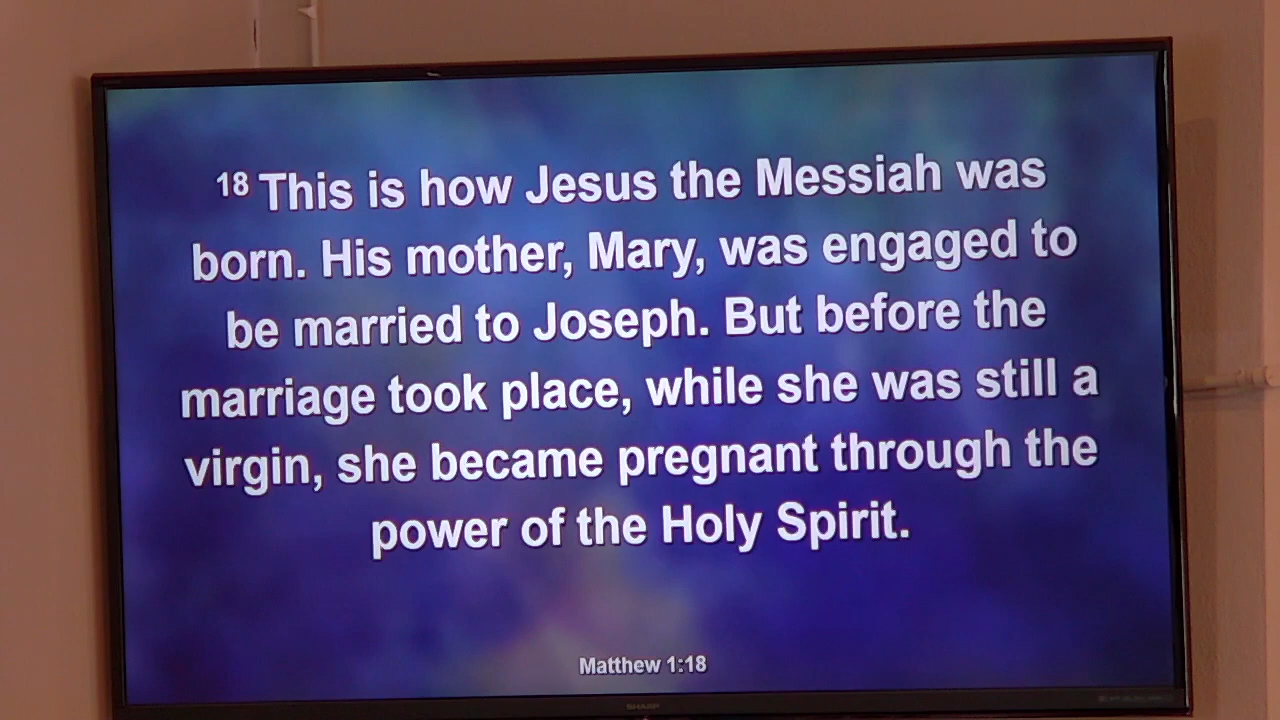 18 This is how Jesus the Messiah was
born. His mother, Mary, was engaged to
be married to Joseph. But before the
marriage took place, while she was still a
virgin, she became pregnant through the
power of the Holy Spirit.
Matthew 1:18
SHARP